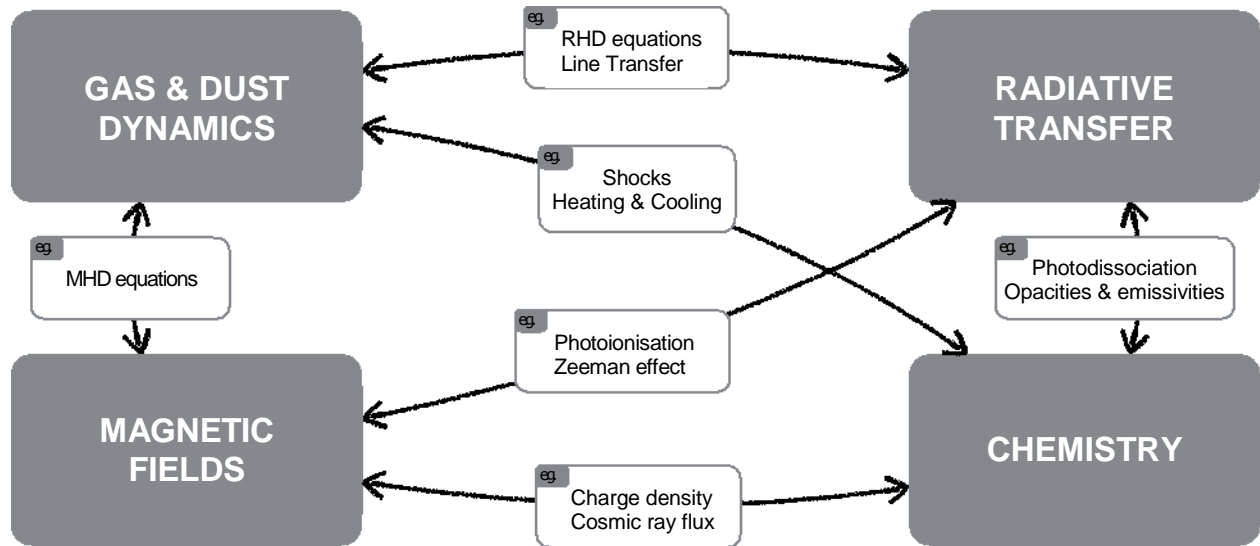 eg.
RHD equations
Line Transfer
GAS & DUST
DYNAMICS
RADIATIVE
TRANSFER
eg.
Shocks
Heating & Cooling
eg.
MHD equations
eg.
Photodissociation
Opacities & emissivities
eg.
Photoionisation
Zeeman effect
MAGNETIC
FIELDS
CHEMISTRY
eg.
Charge density
Cosmic ray flux